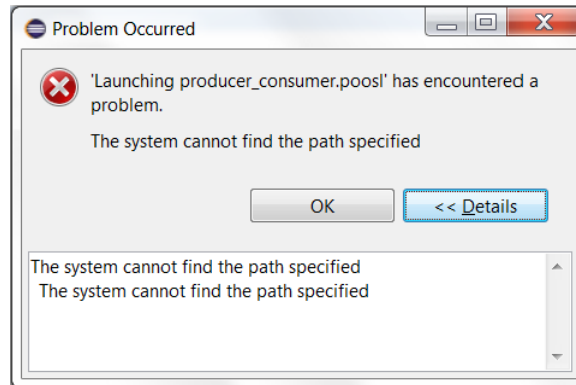 Problem Occurred
'Launching producer_consumer.poosl' has encountered a
problem.
The system cannot find the path specified
OK
<< Details
The system cannot find the path specified
The system cannot find the path specified